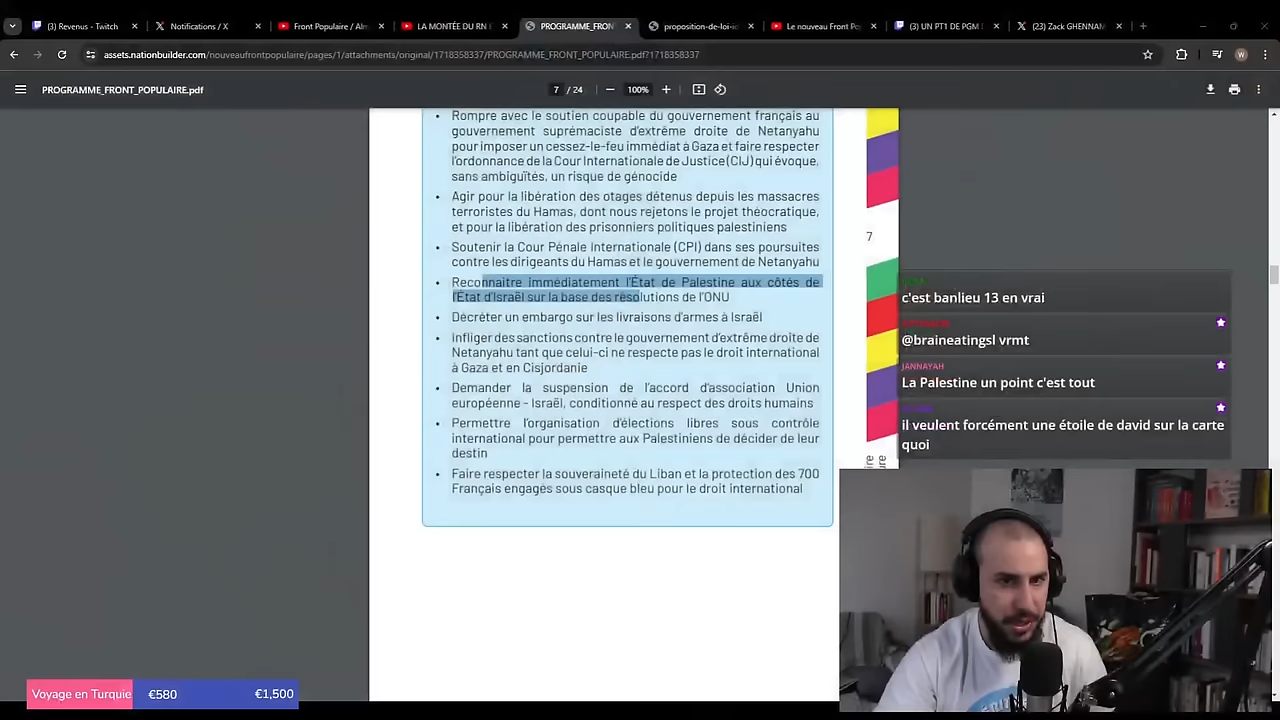 (3) Revenus - Twitch
Notifications / X
Front Populaire / Alm
LA MONTÉE DU RN E
PROGRAMME_FRON
proposition-de-loi-ic
Le nouveau Front Po
(3) UN PT1 DE PGM D
(23) Zack GHENNAM
assets.nationbuilder.com/nouveaufrontpopulaire/pages/1/attachments/original/1718358337/PROGRAMME_FRONT_POPULAIRE.pdf?1718358337
W
PROGRAMME_FRONT_POPULAIRE.pdf
7 / 24
100%
• Rompre avec le soutien coupable du gouvernement français au
gouvernement suprémaciste d'extrême droite de Netanyahu
pour imposer un cessez-le-feu immédiat à Gaza et faire respecter
l'ordonnance de la Cour Internationale de Justice (CIJ) qui évoque,
sans ambiguïtés, un risque de génocide
• Agir pour la libération des otages détenus depuis les massacres
terroristes du Hamas, dont nous rejetons le projet théocratique,
et pour la libération des prisonniers politiques palestiniens
• Soutenir la Cour Pénale Internationale (CPI) dans ses poursuites
contre les dirigeants du Hamas et le gouvernement de Netanyahu
• Reconnaitre immédiatement l'État de Palestine aux côtés de
l'État d'Israël sur la base des résolutions de l'ONU
• Décréter un embargo sur les livraisons d'armes à Israël
• Infliger des sanctions contre le gouvernement d'extrême droite de
Netanyahu tant que celui-ci ne respecte pas le droit international
à Gaza et en Cisjordanie
• Demander la suspension de l'accord d'association Union
européenne - Israël, conditionné au respect des droits humains
• Permettre l'organisation d'élections libres sous contrôle
international pour permettre aux Palestiniens de décider de leur
destin
• Faire respecter la souveraineté du Liban et la protection des 700
Français engagés sous casque bleu pour le droit international
7
c'est banlieu 13 en vrai
@braineatingsl vrmt
JANNAYAH
La Palestine un point c'est tout
il veulent forcément une étoile de david sur la carte
quoi
Voyage en Turquie
€580
€1,500